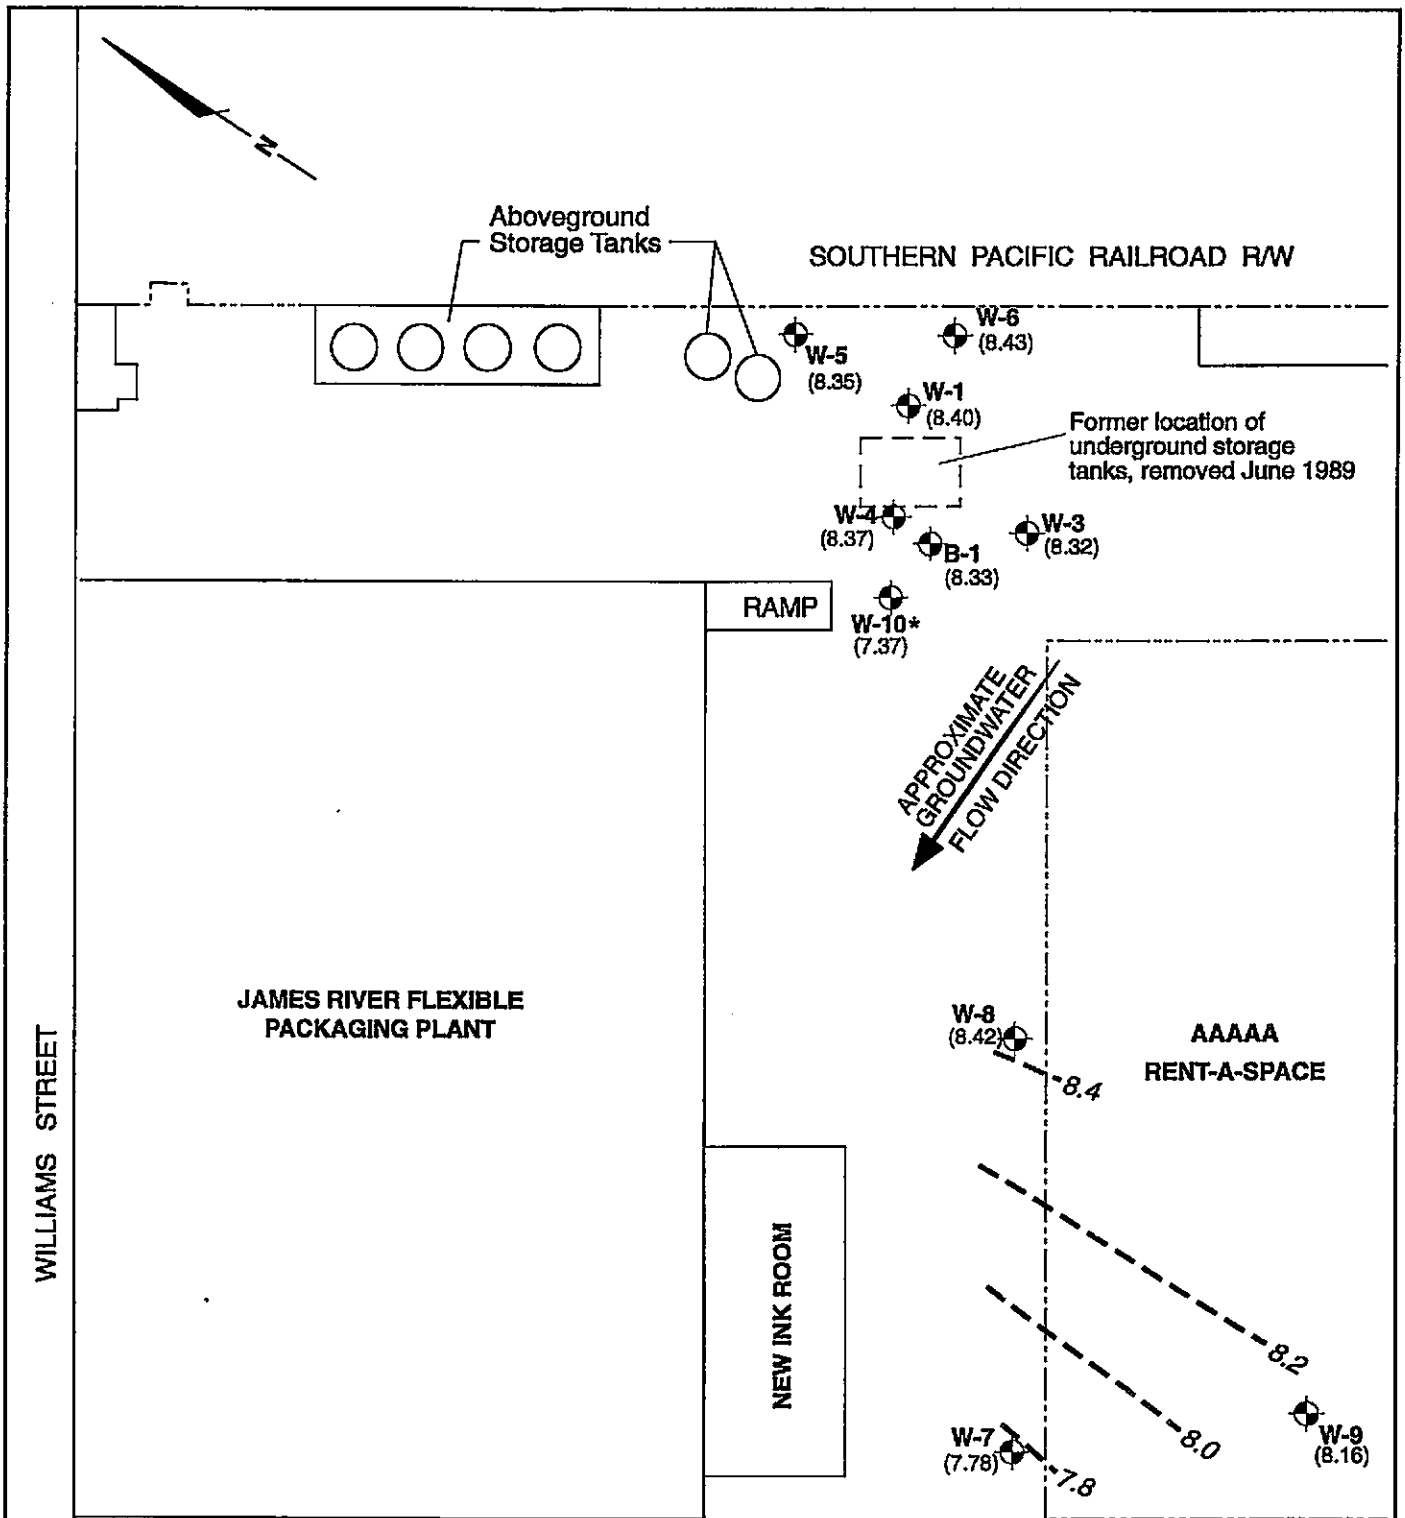 N
Aboveground
Storage Tanks
SOUTHERN PACIFIC RAILROAD R/W
W-6
(8.43)
W-5
(8.35)
W-1
(8.40)
Former location of
underground storage
tanks, removed June 1989
W-4
(8.37)
W-3
(8.32)
B-1
(8.33)
RAMP
W-10*
(7.37)
APPROXIMATE
GROUNDWATER
FLOW DIRECTION
JAMES RIVER FLEXIBLE
PACKAGING PLANT
W-8
(8.42)
AAAAA
RENT-A-SPACE
8.4
WILLIAMS STREET
NEW INK ROOM
8.2
8.0
W-9
(8.16)
W-7
(7.78)
7.8